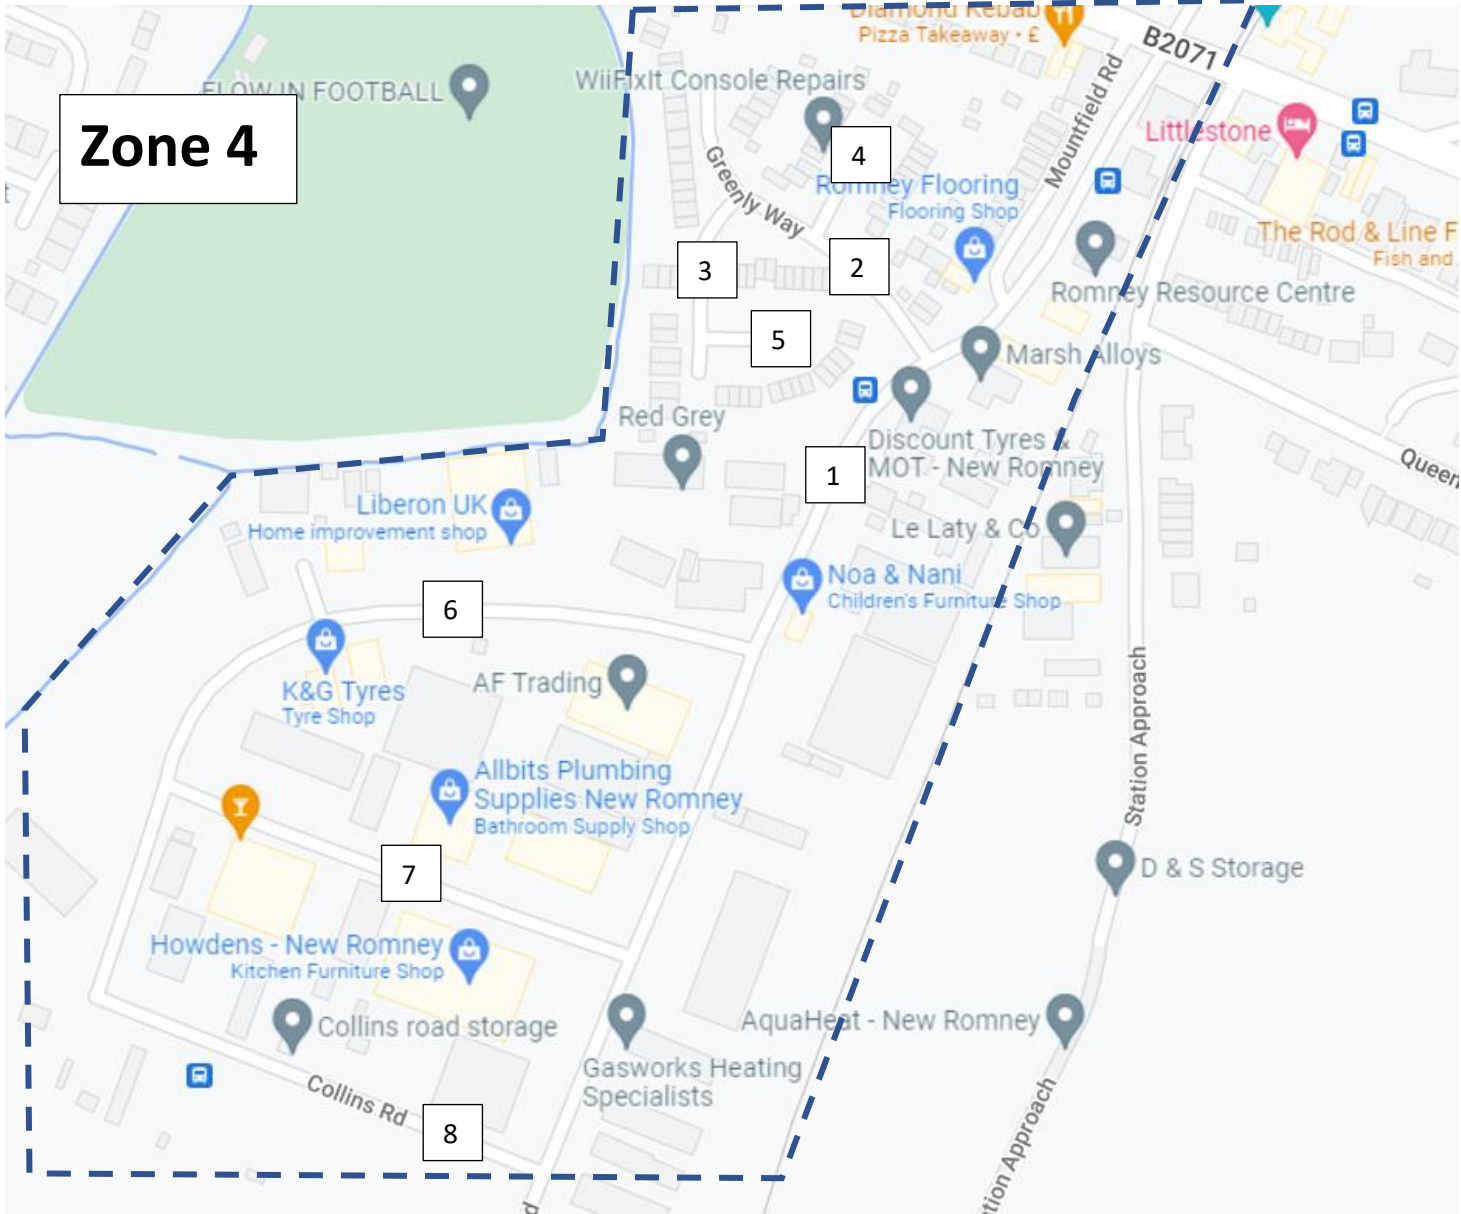 Diamond Kebab
Pizza Takeaway • £
B2071
FLOW IN FOOTBALL
WiiFixIt Console Repairs
Mountfield Rd
Zone 4
Littlestone
4
Greenly Way
Romney Flooring
Flooring Shop
The Rod & Line F
Fish and
3
2
Romney Resource Centre
5
Marsh Alloys
Red Grey
Discount Tyres &
MOT - New Romney
1
Queen
Liberon UK
Home improvement shop
Le Laty & Co
Noa & Nani
Children's Furniture Shop
6
K&G Tyres
Tyre Shop
AF Trading
Station Approach
Allbits Plumbing
Supplies New Romney
Bathroom Supply Shop
7
D & S Storage
Howdens - New Romney
Kitchen Furniture Shop
Collins road storage
AquaHeat - New Romney
Gasworks Heating
Specialists
Collins Rd
8
tion Approach
d
t